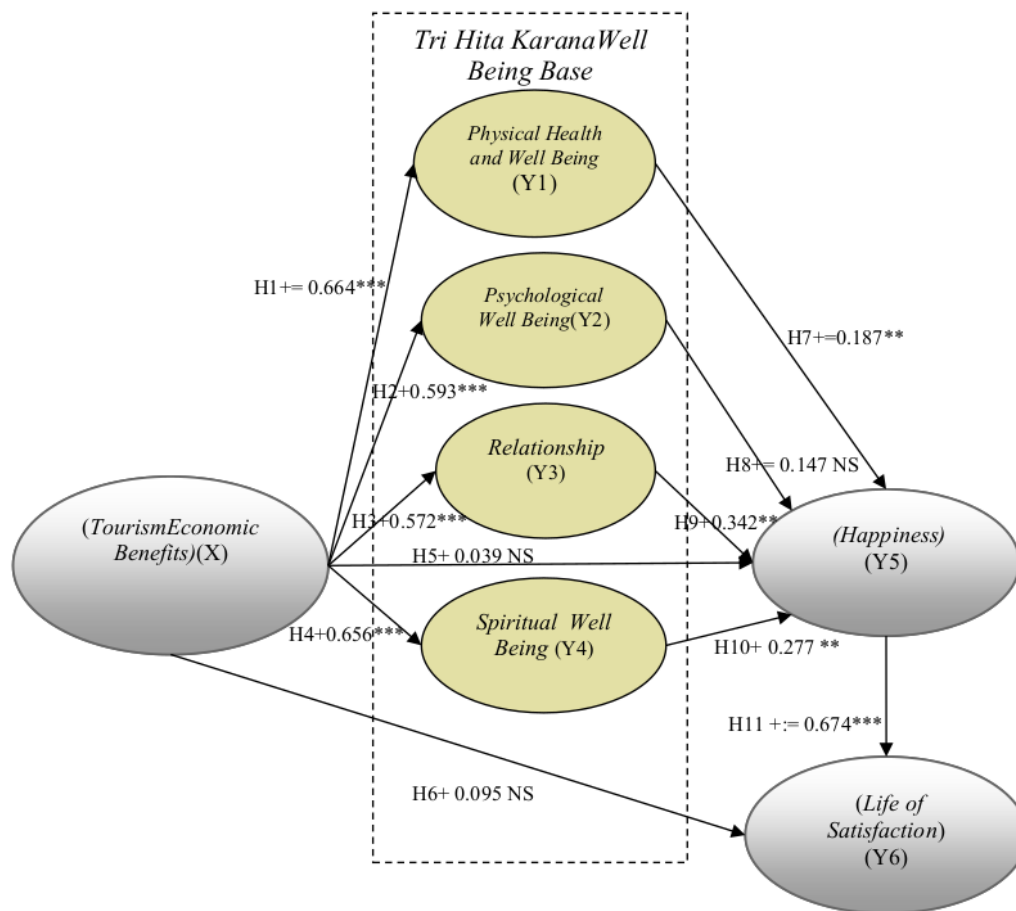 Tri Hita KaranaWell
Being Base
Physical Health
and Well Being
(Y1)
H1+= 0.664***
Psychological
Well Being(Y2)
H7+=0.187**
H2+0.593***
Relationship
(Y3)
H8+= 0.147 NS
H3+0.572***
H9+0.342**
(TourismEconomic
Benefits)(X)
H5+ 0.039 NS
(Happiness)
(Y5)
H4+0.656***
Spiritual Well
Being (Y4)
H10+ 0.277 **
H11 +:= 0.674***
H6+ 0.095 NS
(Life of
Satisfaction)
(Y6)